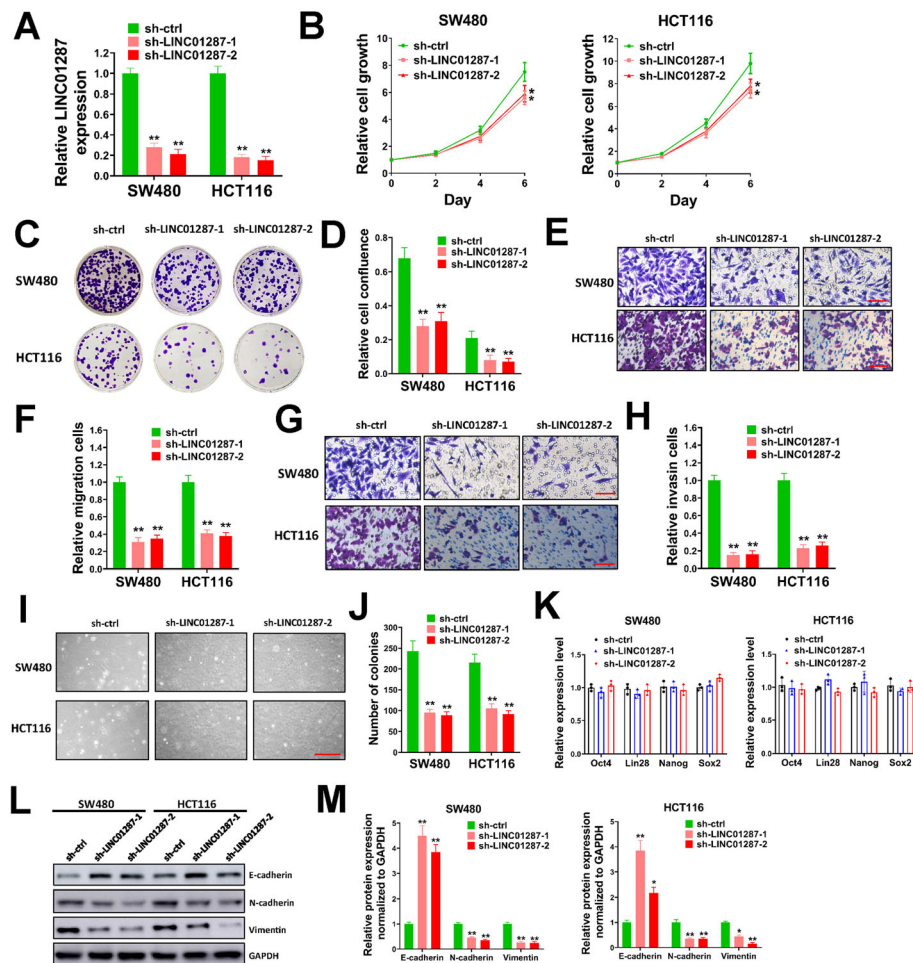 A
Relative LINC01287
expression
1.2
1.0
0.8
0.6
0.4
0.2
sh-ctrl
sh-LINC01287-1
sh-LINC01287-2
** **
** **
SW480 HCT116
B
SW480
Relative cell growth
10
8
6
4
2
0
sh-ctrl
sh-LINC01287-1
sh-LINC01287-2
*
*
0 2 4 6
Day
HCT116
Relative cell growth
12
10
8
6
4
2
0
sh-ctrl
sh-LINC01287-1
sh-LINC01287-2
*
*
0 2 4 6
Day
C
sh-ctrl sh-LINC01287-1 sh-LINC01287-2
SW480
HCT116
D
Relative cell confluence
0.8
0.6
0.4
0.2
0.0
sh-ctrl
sh-LINC01287-1
sh-LINC01287-2
** **
** **
SW480 HCT116
E
sh-ctrl sh-LINC01287-1 sh-LINC01287-2
SW480
HCT116
F
Relative migration cells
1.6
1.4
1.2
1.0
0.8
0.6
0.4
0.2
0
sh-ctrl
sh-LINC01287-1
sh-LINC01287-2
** **
** **
SW480 HCT116
G
sh-ctrl sh-LINC01287-1 sh-LINC01287-2
SW480
HCT116
H
Relative invasin cells
1.6
1.4
1.2
1.0
0.8
0.6
0.4
0.2
0
sh-ctrl
sh-LINC01287-1
sh-LINC01287-2
** **
** **
SW480 HCT116
I
sh-ctrl sh-LINC01287-1 sh-LINC01287-2
SW480
HCT116
J
Number of colonies
300
250
200
150
100
50
0
sh-ctrl
sh-LINC01287-1
sh-LINC01287-2
** **
** **
SW480 HCT116
K
SW480
Relative expression level
1.5
1.0
0.5
0.0
sh-ctrl
sh-LINC01287-1
sh-LINC01287-2
Oct4 Lin28 Nanog Sox2
HCT116
Relative expression level
1.5
1.0
0.5
0.0
sh-ctrl
sh-LINC01287-1
sh-LINC01287-2
Oct4 Lin28 Nanog Sox2
L
SW480 HCT116
sh-ctrl sh-LINC01287-1 sh-LINC01287-2 sh-ctrl sh-LINC01287-1 sh-LINC01287-2
E-cadherin
N-cadherin
Vimentin
GAPDH
M
SW480
Relative protein expression
normalized to GAPDH
5
4
3
2
1
0
sh-ctrl
sh-LINC01287-1
sh-LINC01287-2
** **
** **
** **
E-cadherin N-cadherin Vimentin
HCT116
Relative protein expression
normalized to GAPDH
5
4
3
2
1
0
sh-ctrl
sh-LINC01287-1
sh-LINC01287-2
** *
** **
* **
E-cadherin N-cadherin Vimentin